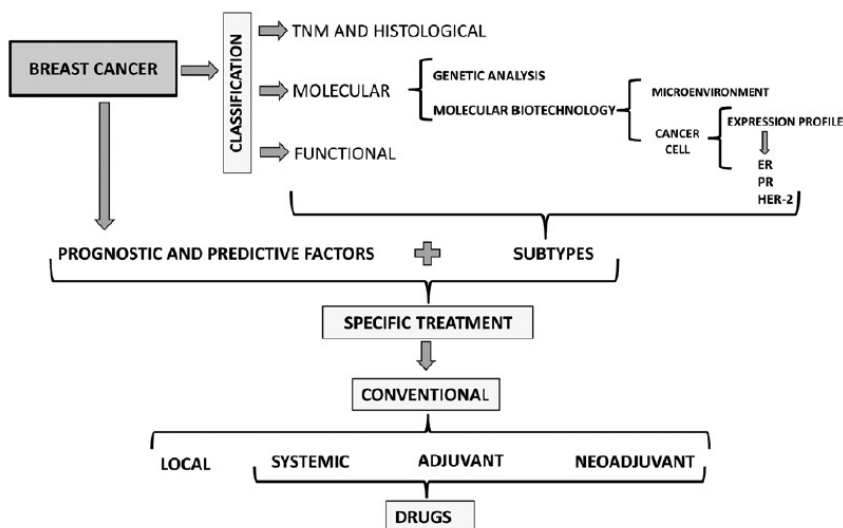 TNM AND HISTOLOGICAL
BREAST CANCER
CLASSIFICATION
MOLECULAR
GENETIC ANALYSIS
MOLECULAR BIOTECHNOLOGY
MICROENVIRONMENT
CANCER
CELL
EXPRESSION PROFILE
ER
PR
HER-2
FUNCTIONAL
PROGNOSTIC AND PREDICTIVE FACTORS
SUBTYPES
SPECIFIC TREATMENT
CONVENTIONAL
LOCAL
SYSTEMIC
ADJUVANT
NEOADJUVANT
DRUGS